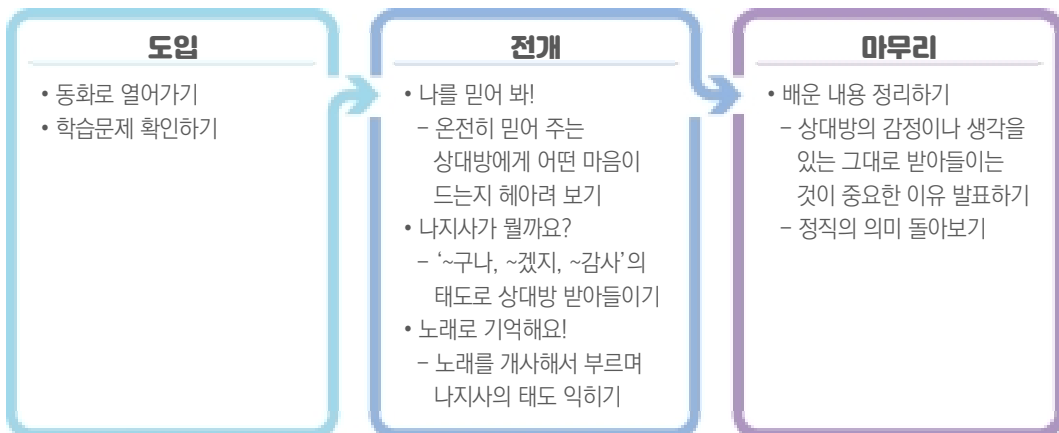 도입
• 동화로 열어가기
• 학습문제 확인하기
전개
• 나를 믿어 봐!
– 온전히 믿어 주는
상대방에게 어떤 마음이
드는지 헤아려 보기
• 나지사가 뭘까요?
– ‘~구나, ~겠지, ~감사’의
태도로 상대방 받아들이기
• 노래로 기억해요!
– 노래를 개사해서 부르며
나지사의 태도 익히기
마무리
• 배운 내용 정리하기
– 상대방의 감정이나 생각을
있는 그대로 받아들이는
것이 중요한 이유 발표하기
– 정직의 의미 돌아보기